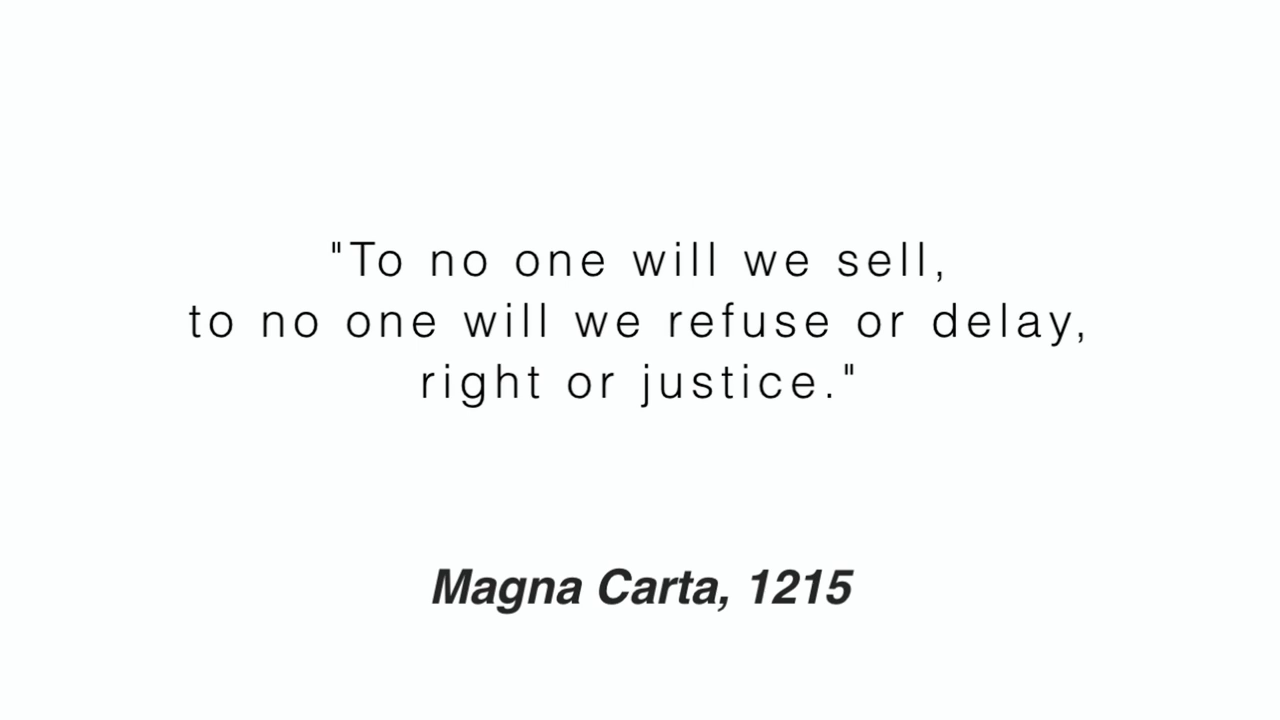 "To no one will we sell,
to no one will we refuse or delay,
right or justice."
Magna Carta, 1215